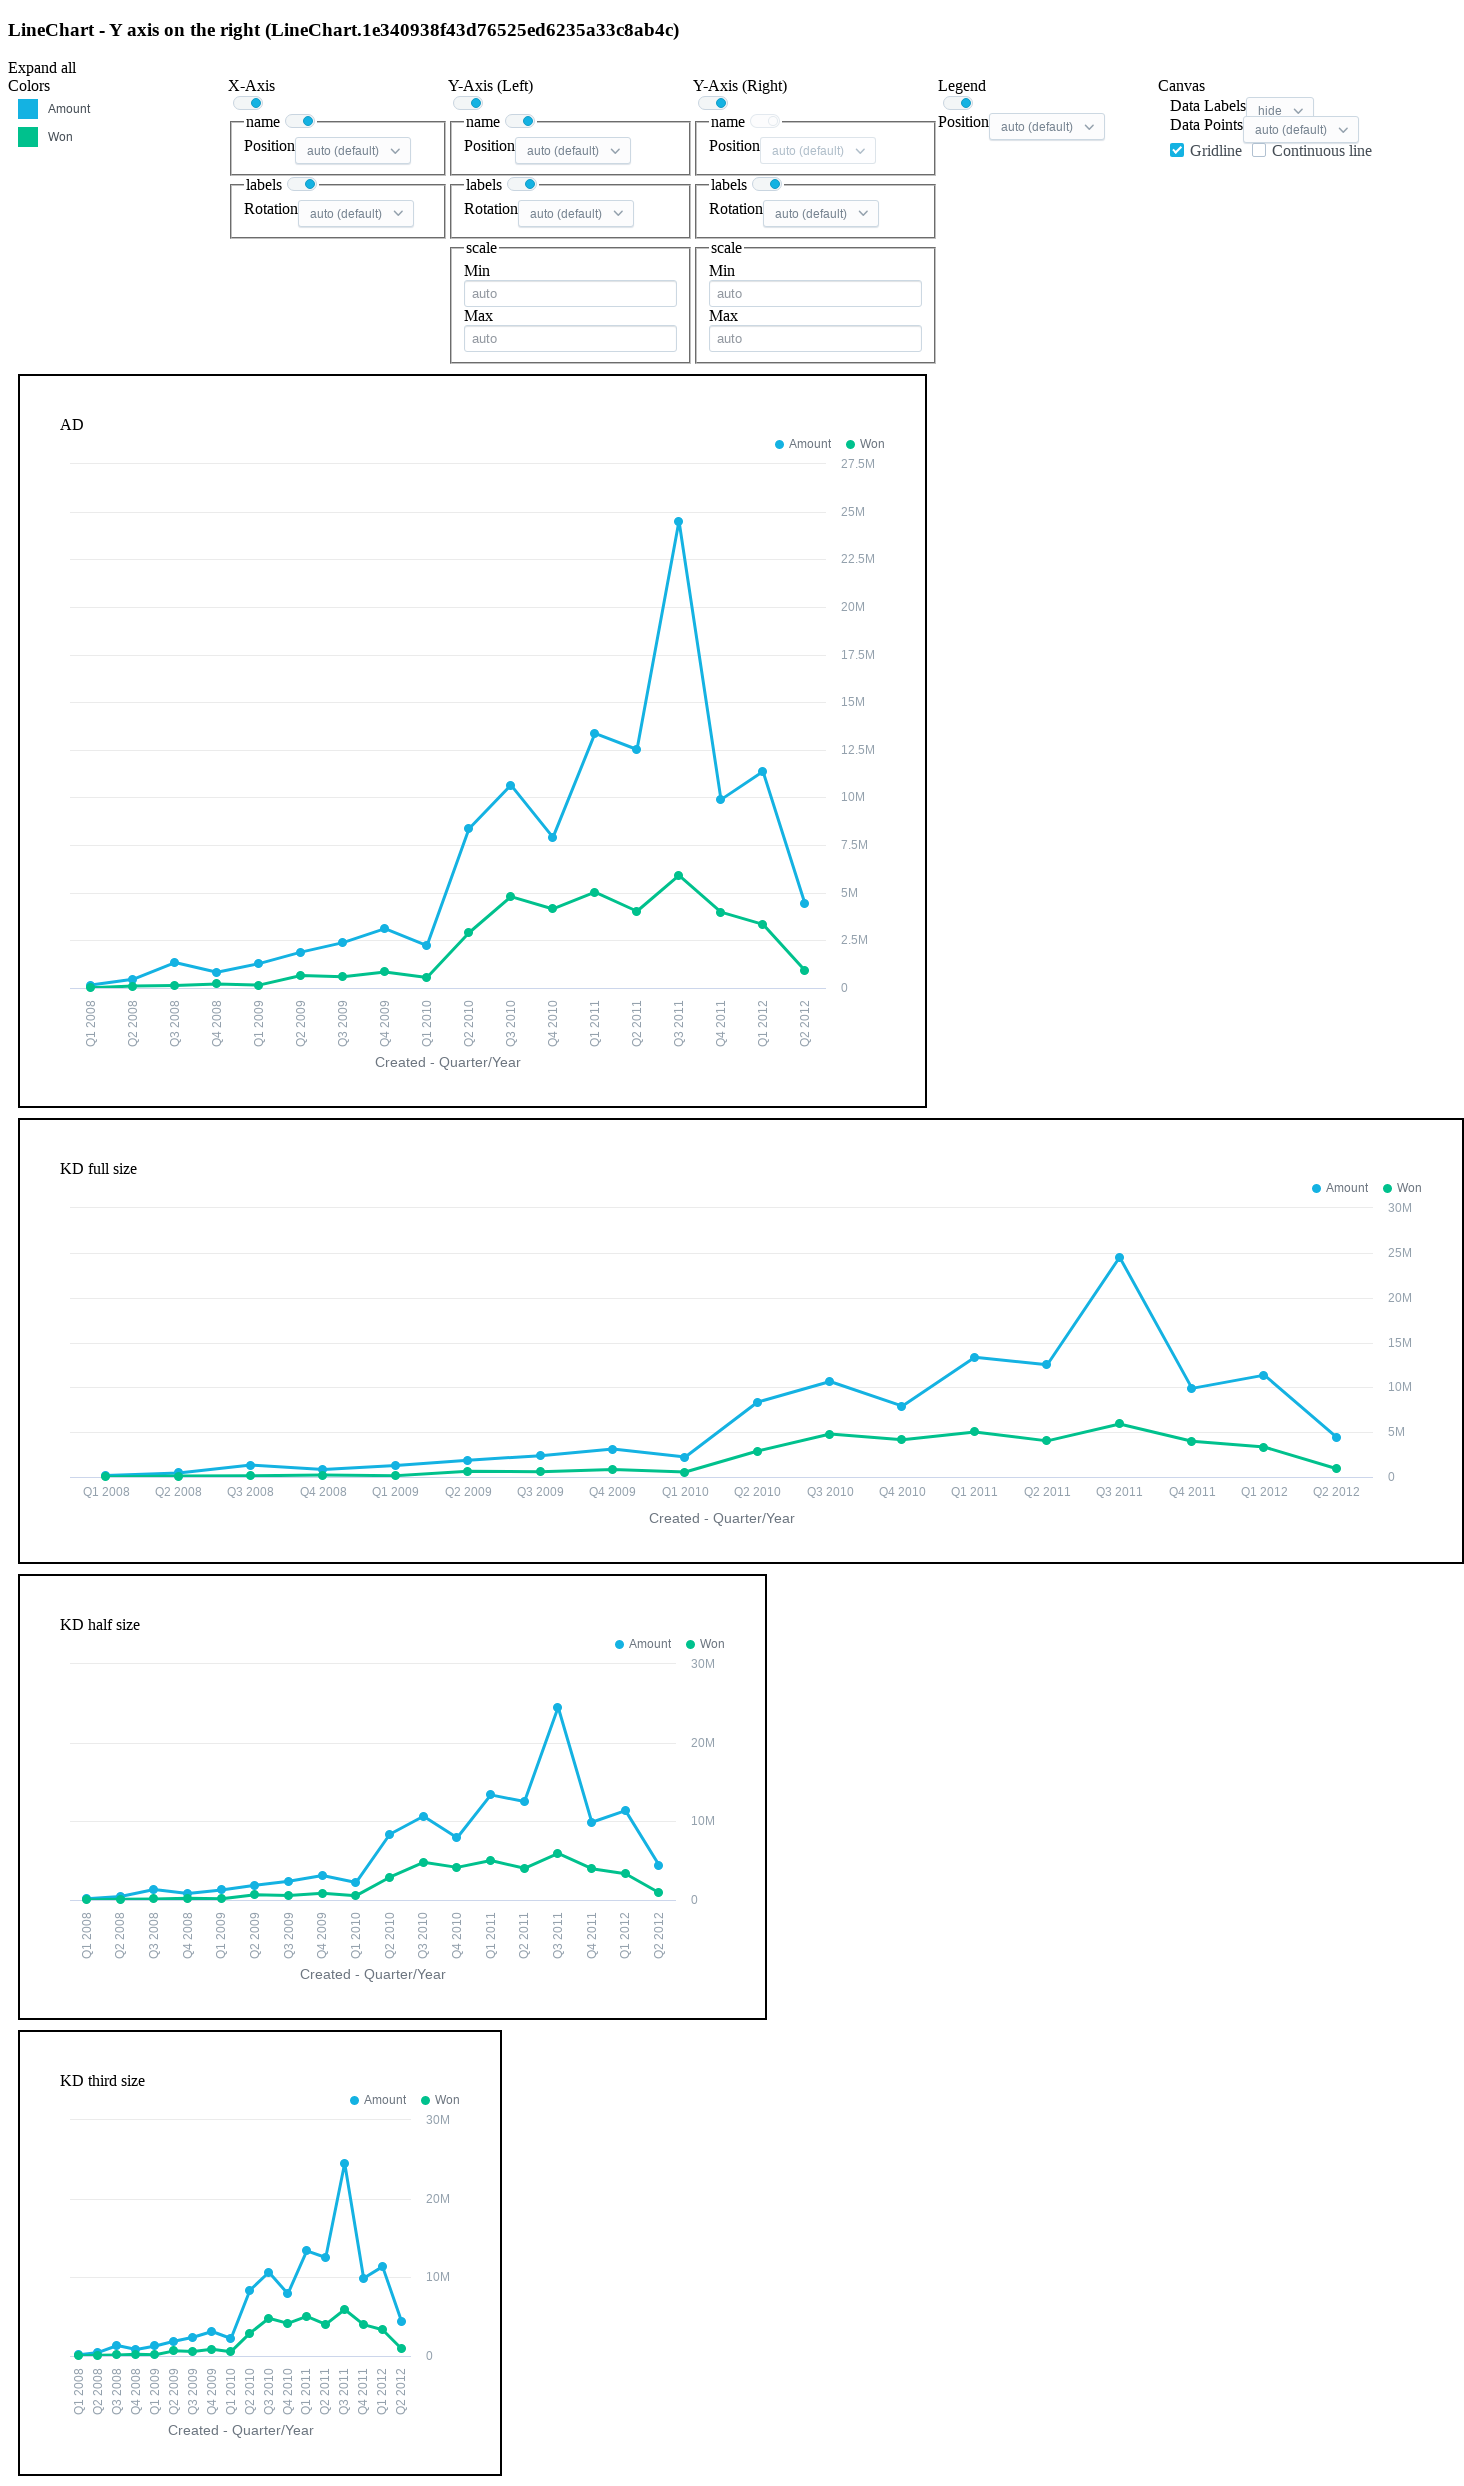 LineChart - Y axis on the right (LineChart.1e340938f43d76525ed6235a33c8ab4c)
Expand all
Colors
Amount
Won
X-Axis
name
Position auto (default)
labels
Rotation auto (default)
Y-Axis (Left)
name
Position auto (default)
labels
Rotation auto (default)
scale
Min
auto
Max
auto
Y-Axis (Right)
name
Position auto (default)
labels
Rotation auto (default)
scale
Min
auto
Max
auto
Legend
Position auto (default)
Canvas
Data Labels hide
Data Points auto (default)
Gridline Continuous line
AD
Amount Won
27.5M
25M
22.5M
20M
17.5M
15M
12.5M
10M
7.5M
5M
2.5M
0
Q1 2008 Q2 2008 Q3 2008 Q4 2008 Q1 2009 Q2 2009 Q3 2009 Q4 2009 Q1 2010 Q2 2010 Q3 2010 Q4 2010 Q1 2011 Q2 2011 Q3 2011 Q4 2011 Q1 2012 Q2 2012
Created - Quarter/Year
KD full size
Amount Won
30M
25M
20M
15M
10M
5M
0
Q1 2008 Q2 2008 Q3 2008 Q4 2008 Q1 2009 Q2 2009 Q3 2009 Q4 2009 Q1 2010 Q2 2010 Q3 2010 Q4 2010 Q1 2011 Q2 2011 Q3 2011 Q4 2011 Q1 2012 Q2 2012
Created - Quarter/Year
KD half size
Amount Won
30M
20M
10M
0
Q1 2008 Q2 2008 Q3 2008 Q4 2008 Q1 2009 Q2 2009 Q3 2009 Q4 2009 Q1 2010 Q2 2010 Q3 2010 Q4 2010 Q1 2011 Q2 2011 Q3 2011 Q4 2011 Q1 2012 Q2 2012
Created - Quarter/Year
KD third size
Amount Won
30M
20M
10M
0
Q1 2008 Q2 2008 Q3 2008 Q4 2008 Q1 2009 Q2 2009 Q3 2009 Q4 2009 Q1 2010 Q2 2010 Q3 2010 Q4 2010 Q1 2011 Q2 2011 Q3 2011 Q4 2011 Q1 2012 Q2 2012
Created - Quarter/Year